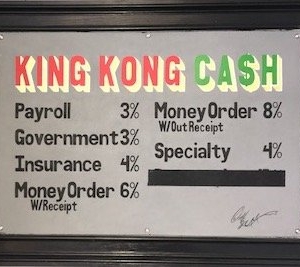 KING KONG CA$H
Payroll 3%
Government 3%
Insurance 4%
Money Order 6%
W/Receipt
Money Order 8%
W/Out Receipt
Specialty 4%